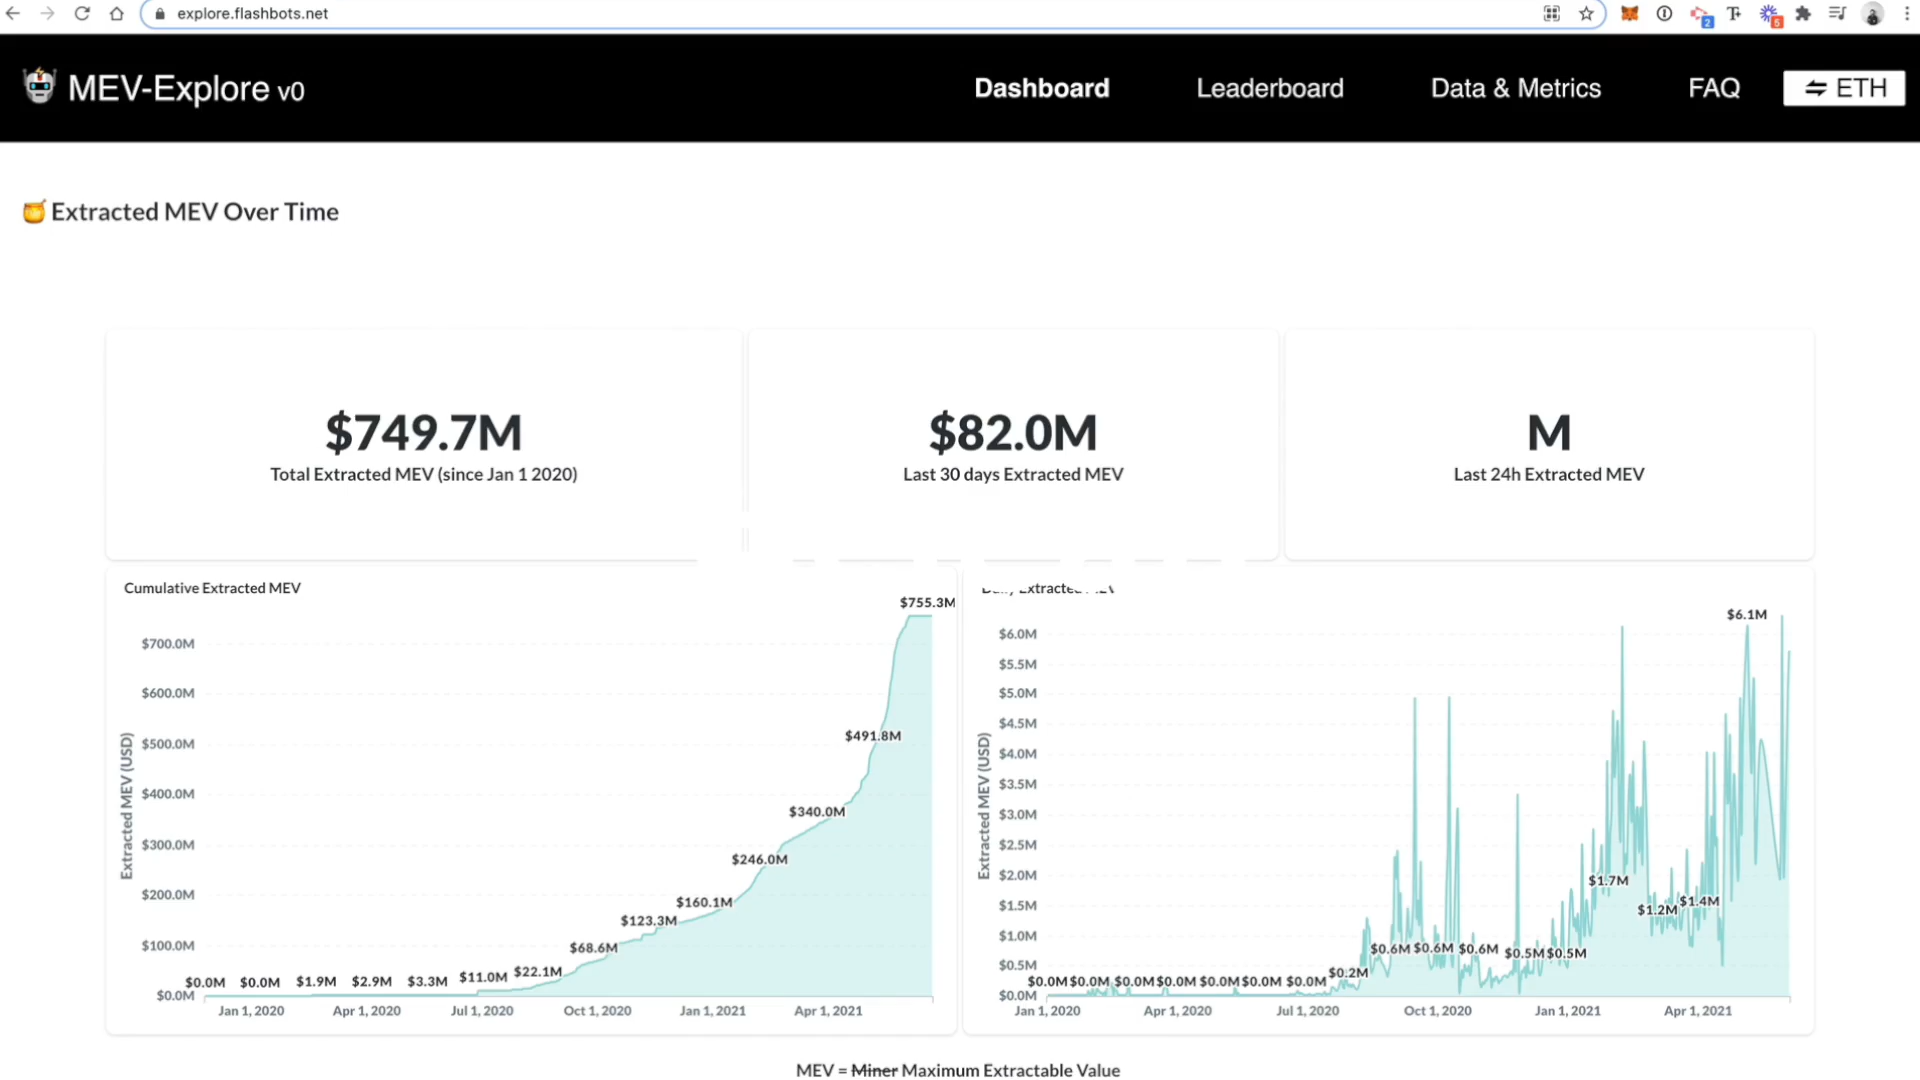 explore.flashbots.net
2
5
MEV-Explore v0
Dashboard
Leaderboard
Data & Metrics
FAQ
⇌ ETH
🍯 Extracted MEV Over Time
$749.7M
Total Extracted MEV (since Jan 1 2020)
$82.0M
Last 30 days Extracted MEV
M
Last 24h Extracted MEV
Cumulative Extracted MEV
Extracted MEV (USD)
$700.0M
$600.0M
$500.0M
$400.0M
$300.0M
$200.0M
$100.0M
$0.0M
$0.0M
$0.0M
$1.9M
$2.9M
$3.3M
$11.0M
$22.1M
$68.6M
$123.3M
$160.1M
$246.0M
$340.0M
$491.8M
$755.3M
Jan 1, 2020
Apr 1, 2020
Jul 1, 2020
Oct 1, 2020
Jan 1, 2021
Apr 1, 2021
Extracted MEV (USD)
$6.0M
$5.5M
$5.0M
$4.5M
$4.0M
$3.5M
$3.0M
$2.5M
$2.0M
$1.5M
$1.0M
$0.5M
$0.0M
$0.0M
$0.0M
$0.0M
$0.0M
$0.0M
$0.0M
$0.0M
$0.2M
$0.6M
$0.6M
$0.6M
$0.5M
$0.5M
$1.7M
$1.2M
$1.4M
$6.1M
Jan 1, 2020
Apr 1, 2020
Jul 1, 2020
Oct 1, 2020
Jan 1, 2021
Apr 1, 2021
MEV = Miner Maximum Extractable Value